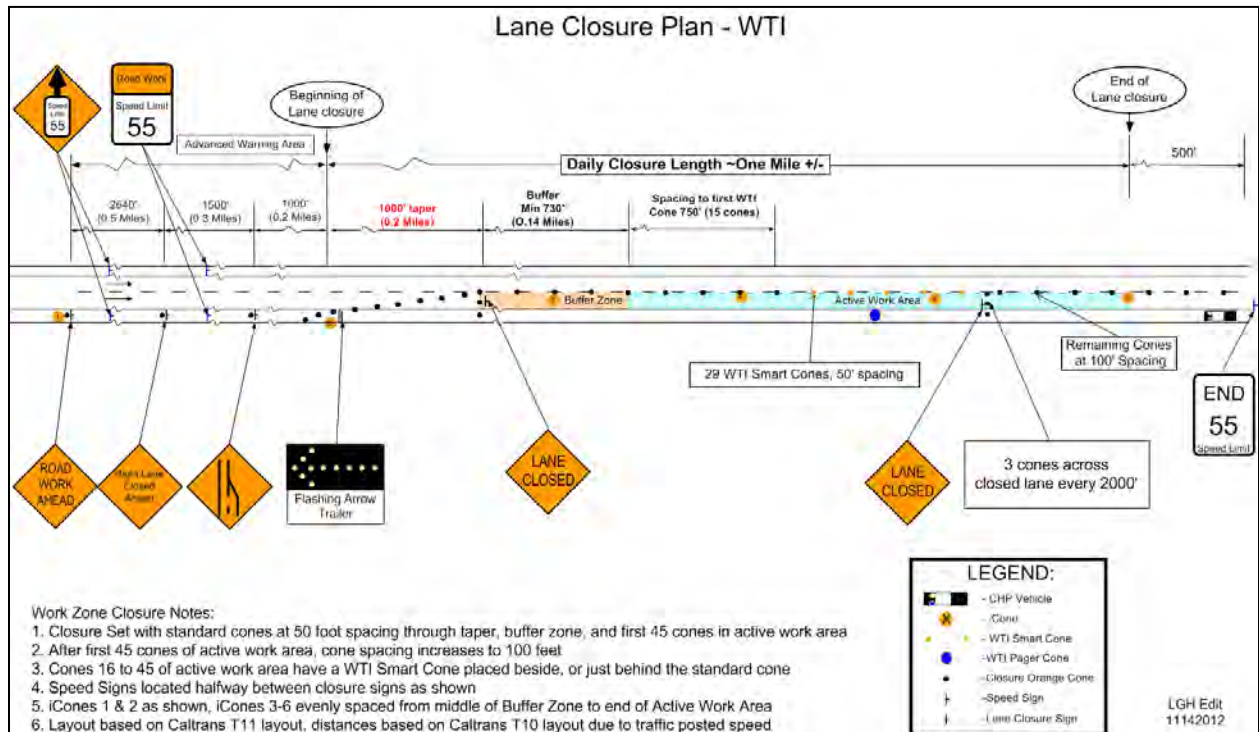 Lane Closure Plan - WTI
Speed
Limit
55
Road Work
Speed Limit
55
Beginning of
Lane closure
End of
Lane closure
Advanced Warning Area
Daily Closure Length ~One Mile +/-
500'
2640'
(0.5 Miles)
1500'
(0.3 Miles)
1000'
(0.2 Miles)
1000' taper
(0.2 Miles)
Buffer
Min 730'
(0.14 Miles)
Spacing to first WTI
Cone 750' (15 cones)
Buffer Zone
Active Work Area
29 WTI Smart Cones, 50' spacing
Remaining Cones
at 100' Spacing
ROAD
WORK
AHEAD
Right Lane
Closed
Ahead
Flashing Arrow
Trailer
LANE
CLOSED
LANE
CLOSED
3 cones across
closed lane every 2000'
END
55
Speed Limit
Work Zone Closure Notes:
1. Closure Set with standard cones at 50 foot spacing through taper, buffer zone, and first 45 cones in active work area
2. After first 45 cones of active work area, cone spacing increases to 100 feet
3. Cones 16 to 45 of active work area have a WTI Smart Cone placed beside, or just behind the standard cone
4. Speed Signs located halfway between closure signs as shown
5. iCones 1 & 2 as shown, iCones 3-6 evenly spaced from middle of Buffer Zone to end of Active Work Area
6. Layout based on Caltrans T11 layout, distances based on Caltrans T10 layout due to traffic posted speed
LEGEND:
- CHP Vehicle
- iCone
- WTI Smart Cone
- WTI Pager Cone
- Closure Orange Cone
- Speed Sign
- Lane Closure Sign
LGH Edit
11142012